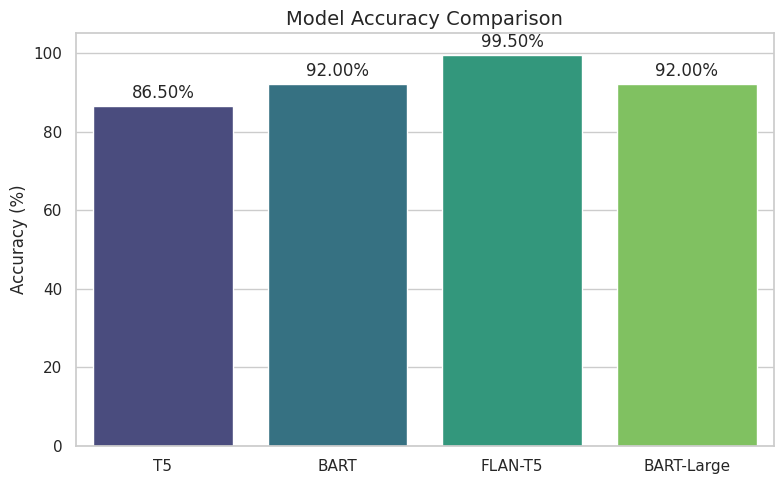 Model Accuracy Comparison
Accuracy (%)
100
80
60
40
20
0
86.50%
92.00%
99.50%
92.00%
T5
BART
FLAN-T5
BART-Large